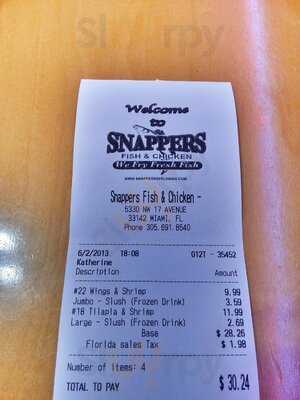 Welcome
to
SNAPPERS
FISH & CHICKEN
We Fry Fresh Fish
Snappers Fish & Chicken -
5330 NW 17 AVENUE
33142 MIAMI, FL
Phone 305.691.8540
6/2/2013 18:08 012T - 35452
Katherine
Description Amount
#22 Wings & Shrimp 9.99
Jumbo - Slush (Frozen Drink) 3.59
#18 Tilapia & Shrimp 11.99
Large - Slush (Frozen Drink) 2.69
Base $ 28.26
Florida sales Tax $ 1.98
Number of items: 4
TOTAL TO PAY $ 30.24